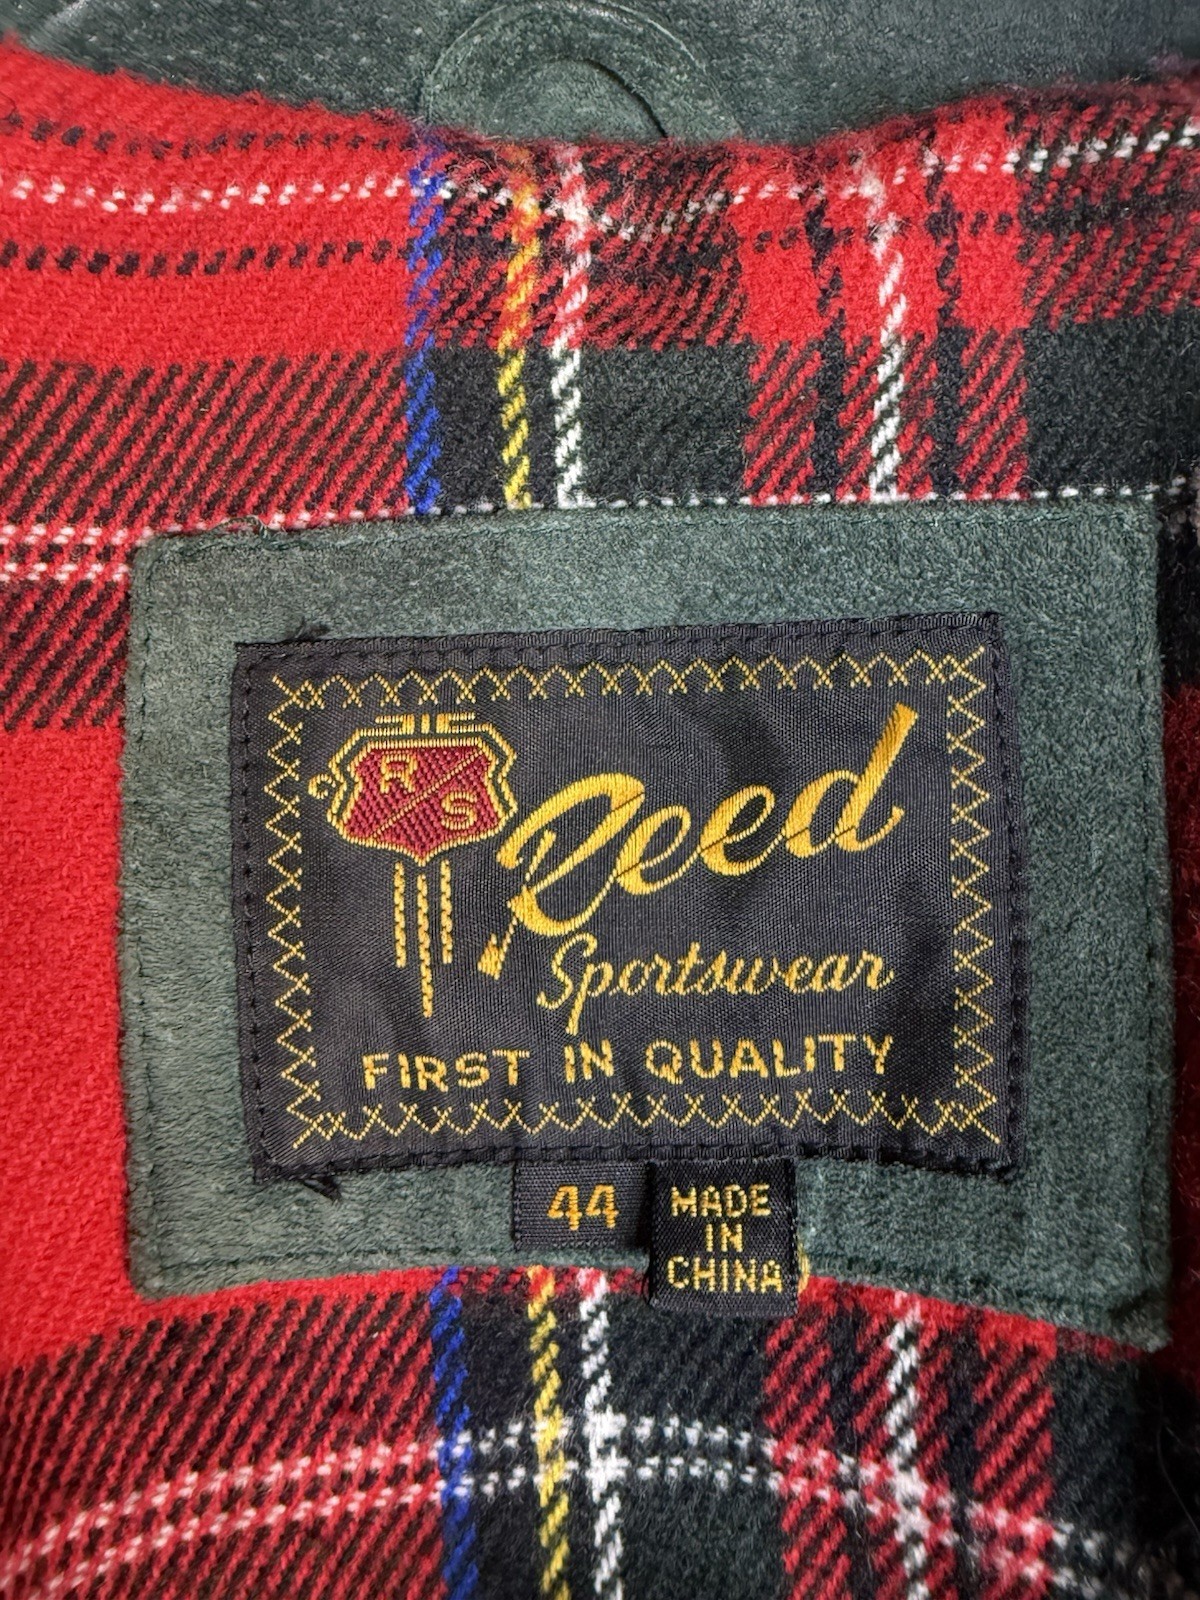 R
S
Reed
Sportswear
FIRST IN QUALITY
44
MADE
IN
CHINA